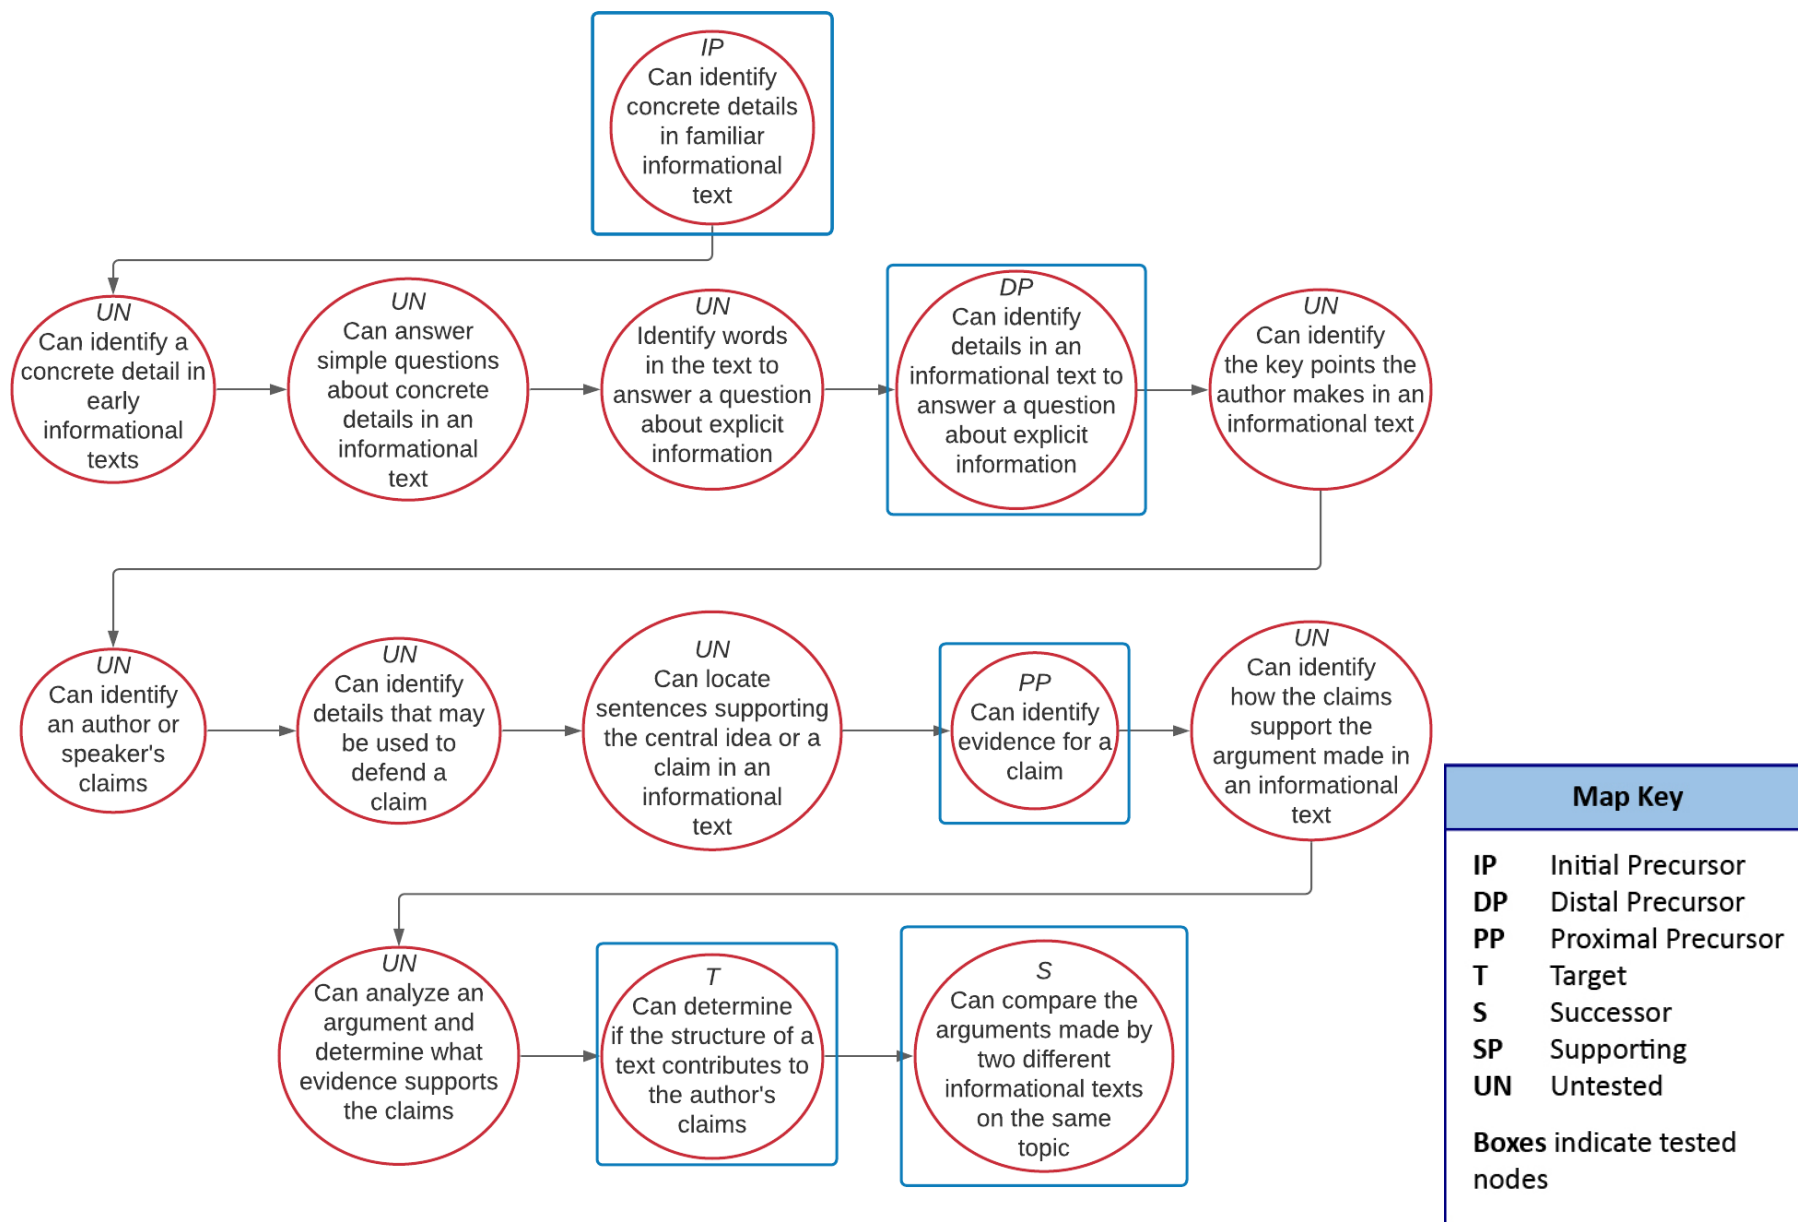 IP
Can identify
concrete details
in familiar
informational
text
UN
Can identify a
concrete detail in
early
informational
texts
UN
Can answer
simple questions
about concrete
details in an
informational
text
UN
Identify words
in the text to
answer a question
about explicit
information
DP
Can identify
details in an
informational text to
answer a question
about explicit
information
UN
Can identify
the key points the
author makes in an
informational text
UN
Can identify
an author or
speaker's
claims
UN
Can identify
details that may
be used to
defend a
claim
UN
Can locate
sentences supporting
the central idea or a
claim in an
informational
text
PP
Can identify
evidence for a
claim
UN
Can identify
how the claims
support the
argument made in
an informational
text
UN
Can analyze an
argument and
determine what
evidence supports
the claims
T
Can determine
if the structure of a
text contributes to
the author's
claims
S
Can compare the
arguments made by
two different
informational texts
on the same
topic
Map Key
IP Initial Precursor
DP Distal Precursor
PP Proximal Precursor
T Target
S Successor
SP Supporting
UN Untested
Boxes indicate tested
nodes